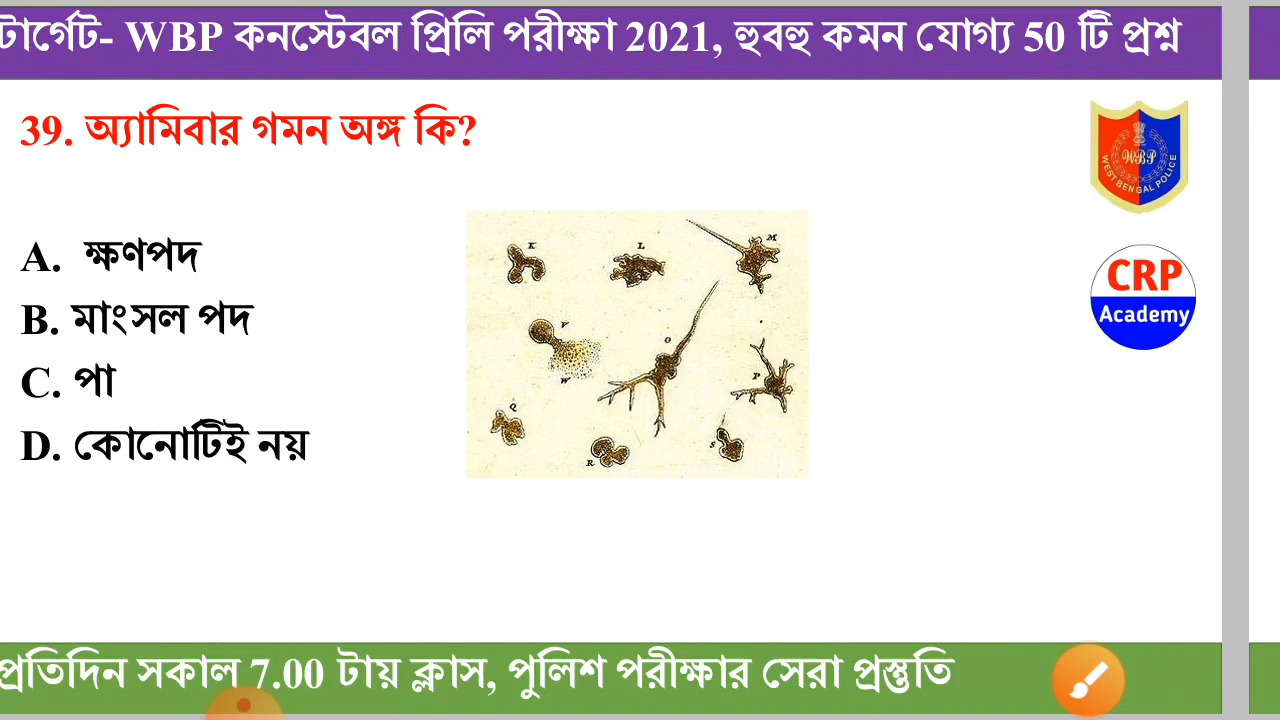 টার্গেট- WBP কনস্টেবল প্রিলি পরীক্ষা 2021, হুবহু কমন যোগ্য 50 টি প্রশ্ন
39. অ্যামিবার গমন অঙ্গ কি?
A. ক্ষণপদ
B. মাংসল পদ
C. পা
D. কোনোটিই নয়
K
L
M
V
W
O
P
Q
R
S
WBP
WEST BENGAL POLICE
CRP
Academy
প্রতিদিন সকাল 7.00 টায় ক্লাস, পুলিশ পরীক্ষার সেরা প্রস্তুতি